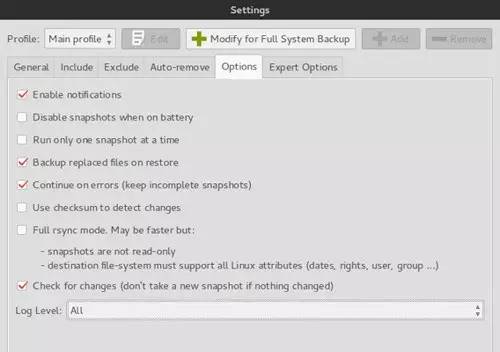 Settings
Profile: Main profile Edit Modify for Full System Backup Add Remove
General Include Exclude Auto-remove Options Expert Options
Enable notifications
Disable snapshots when on battery
Run only one snapshot at a time
Backup replaced files on restore
Continue on errors (keep incomplete snapshots)
Use checksum to detect changes
Full rsync mode. May be faster but:
- snapshots are not read-only
- destination file-system must support all Linux attributes (dates, rights, user, group ...)
Check for changes (don't take a new snapshot if nothing changed)
Log Level: All